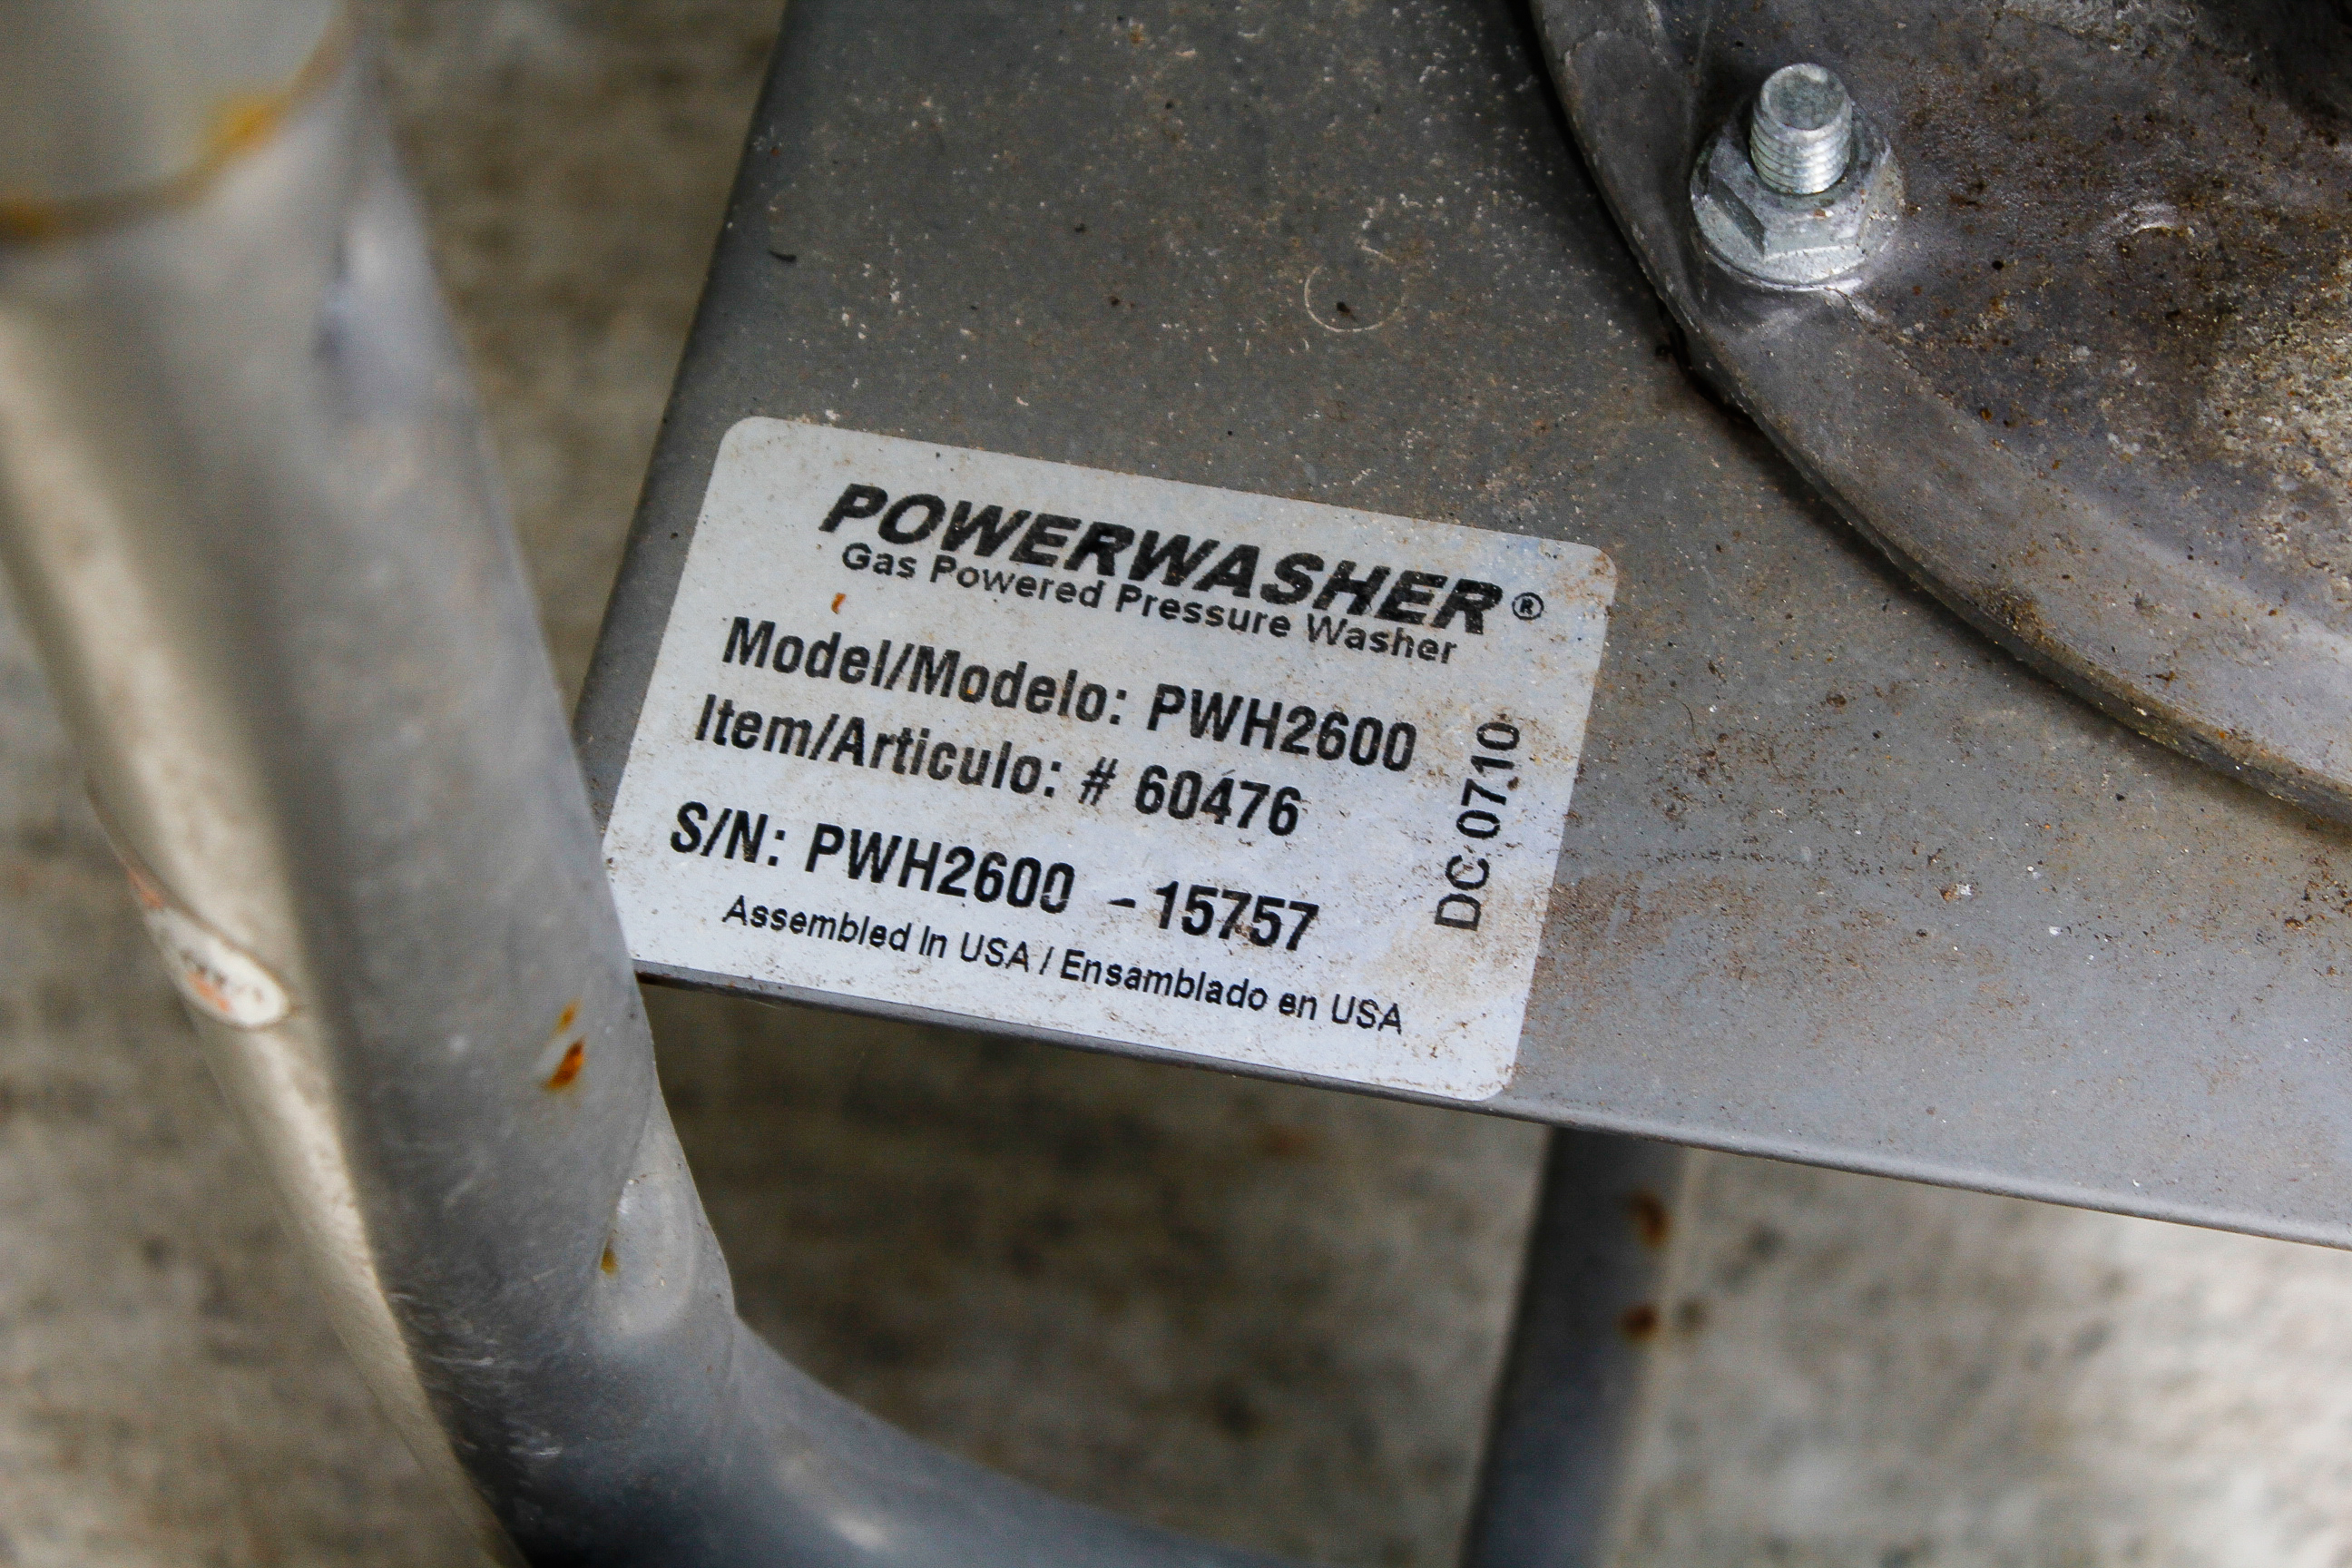 POWERWASHER®
Gas Powered Pressure Washer
Model/Modelo: PWH2600
Item/Articulo: # 60476
S/N: PWH2600 -15757
Assembled In USA / Ensamblado en USA
DC 07.10